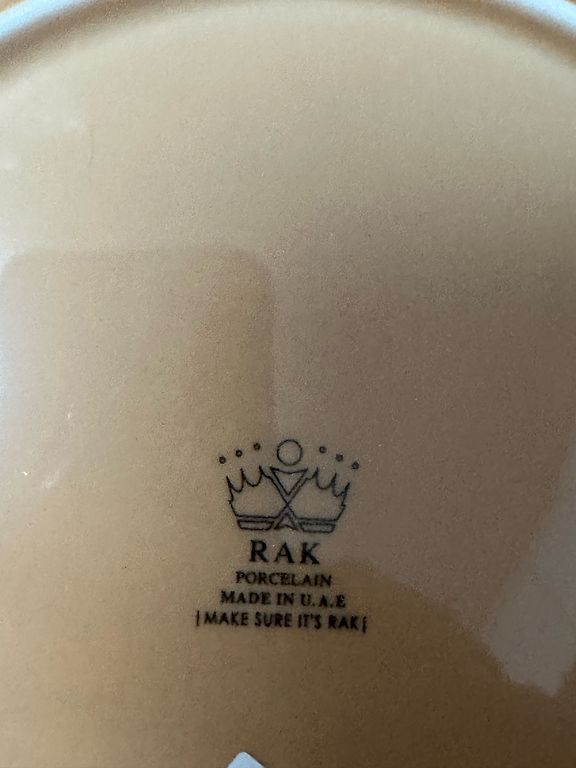 RAK
PORCELAIN
MADE IN U.A.E
|MAKE SURE IT'S RAK|